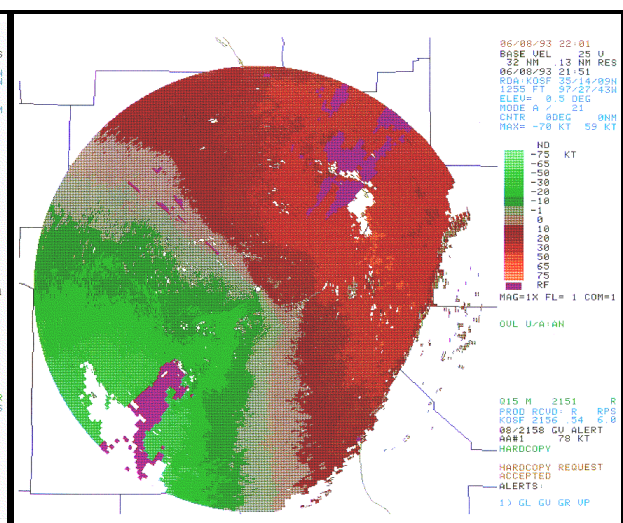 06/08/93 22:01
BASE VEL 25 V
32 NM .13 NM RES
06/08/93 21:51
RDA:KOSF 35/14/09N
1255 FT 97/27/43W
ELEV= 0.5 DEG
MODE A / 21
CNTR 0DEG 0NM
MAX= -70 KT 59 KT
ND
-75 KT
-65
-50
-30
-20
-10
-1
0
10
20
30
50
65
75
RF
MAG=1X FL= 1 COM=1
OVL U/A:AN
Q15 M 2151 R
PROD RCVD: R RPS
KOSF 2156 .54 6.0
08/2158 GV ALERT
AA#1 78 KT
HARDCOPY
HARDCOPY REQUEST
ACCEPTED
ALERTS:
1) GL GV GR VP